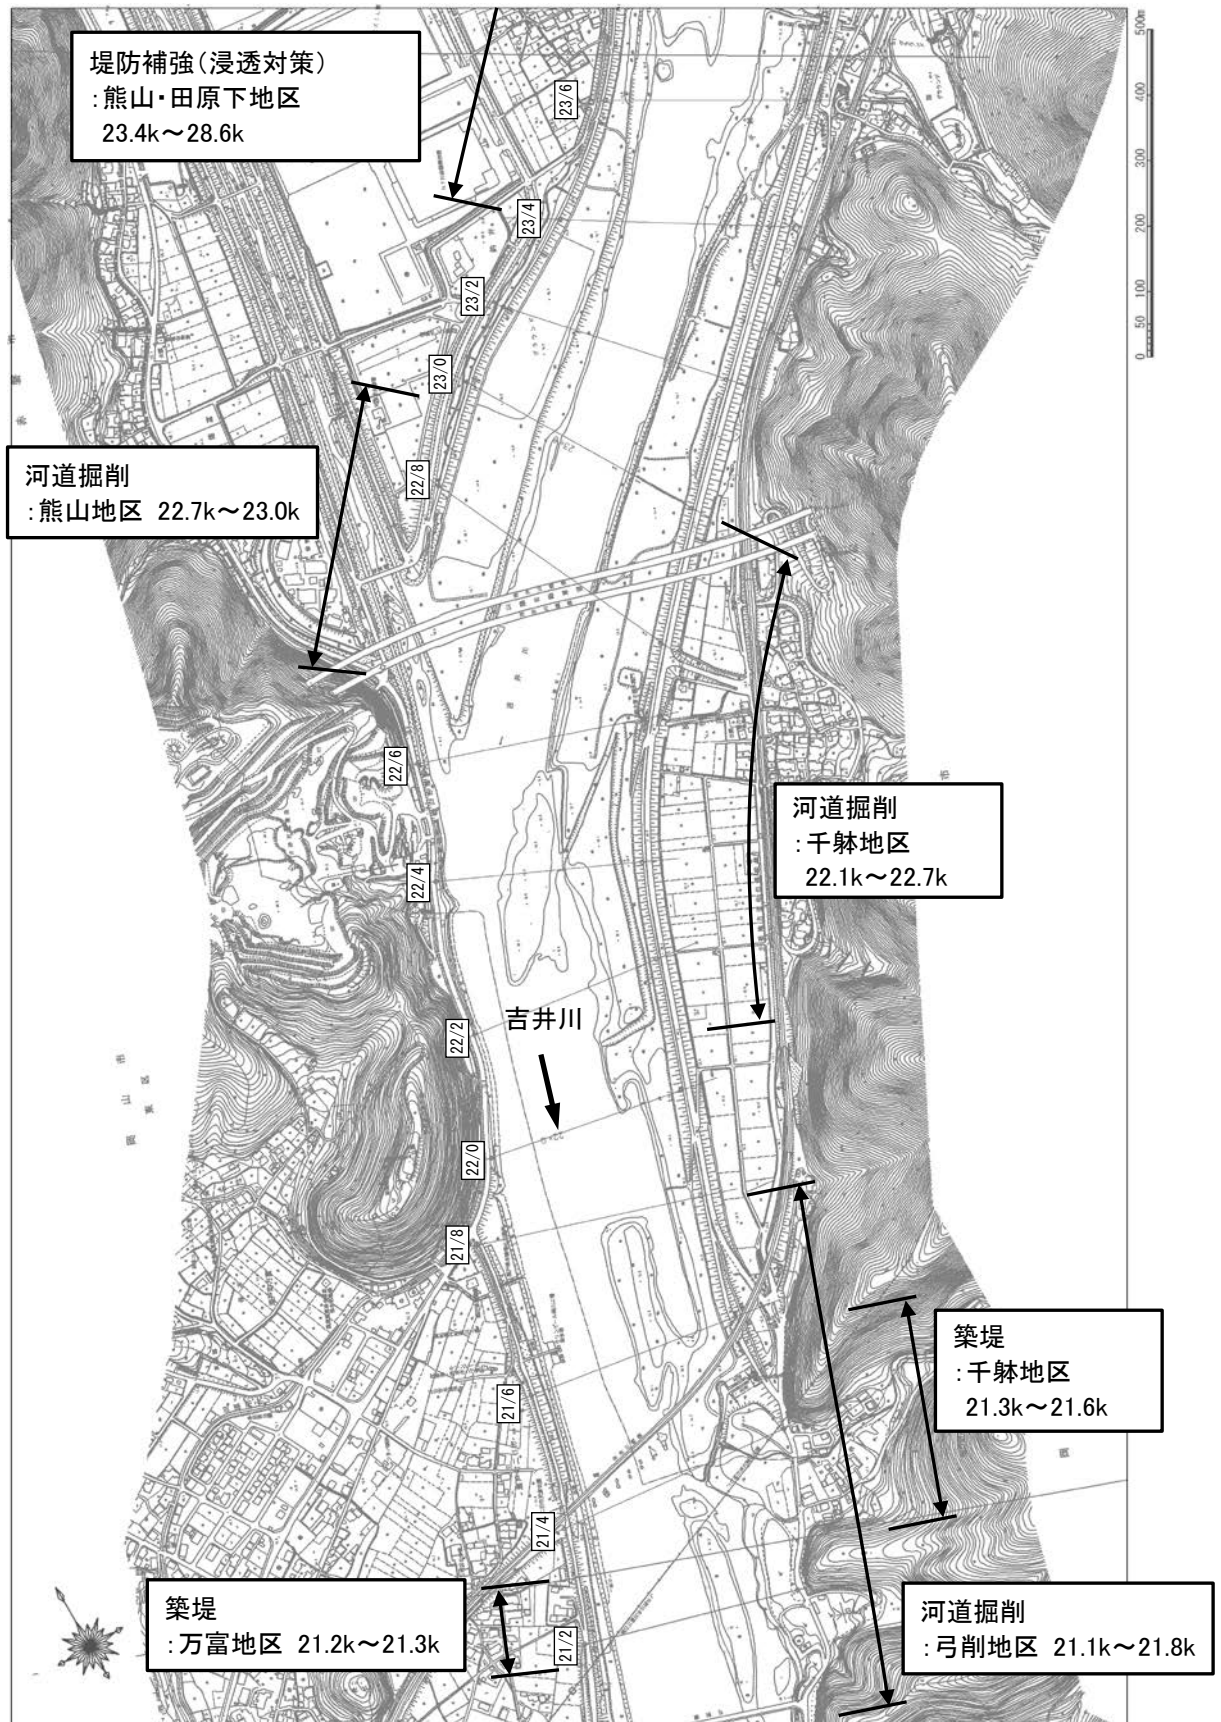 堤防補強（浸透対策）
：熊山・田原下地区
23.4k～28.6k
23/6
23/4
23/2
23/0
22/8
500m
400
300
200
100
50
0
河道掘削
：熊山地区 22.7k～23.0k
22/6
22/4
22/2
22/0
21/8
21/6
21/4
21/2
河道掘削
：千躰地区
22.1k～22.7k
吉井川
築堤
：千躰地区
21.3k～21.6k
築堤
：万富地区 21.2k～21.3k
河道掘削
：弓削地区 21.1k～21.8k